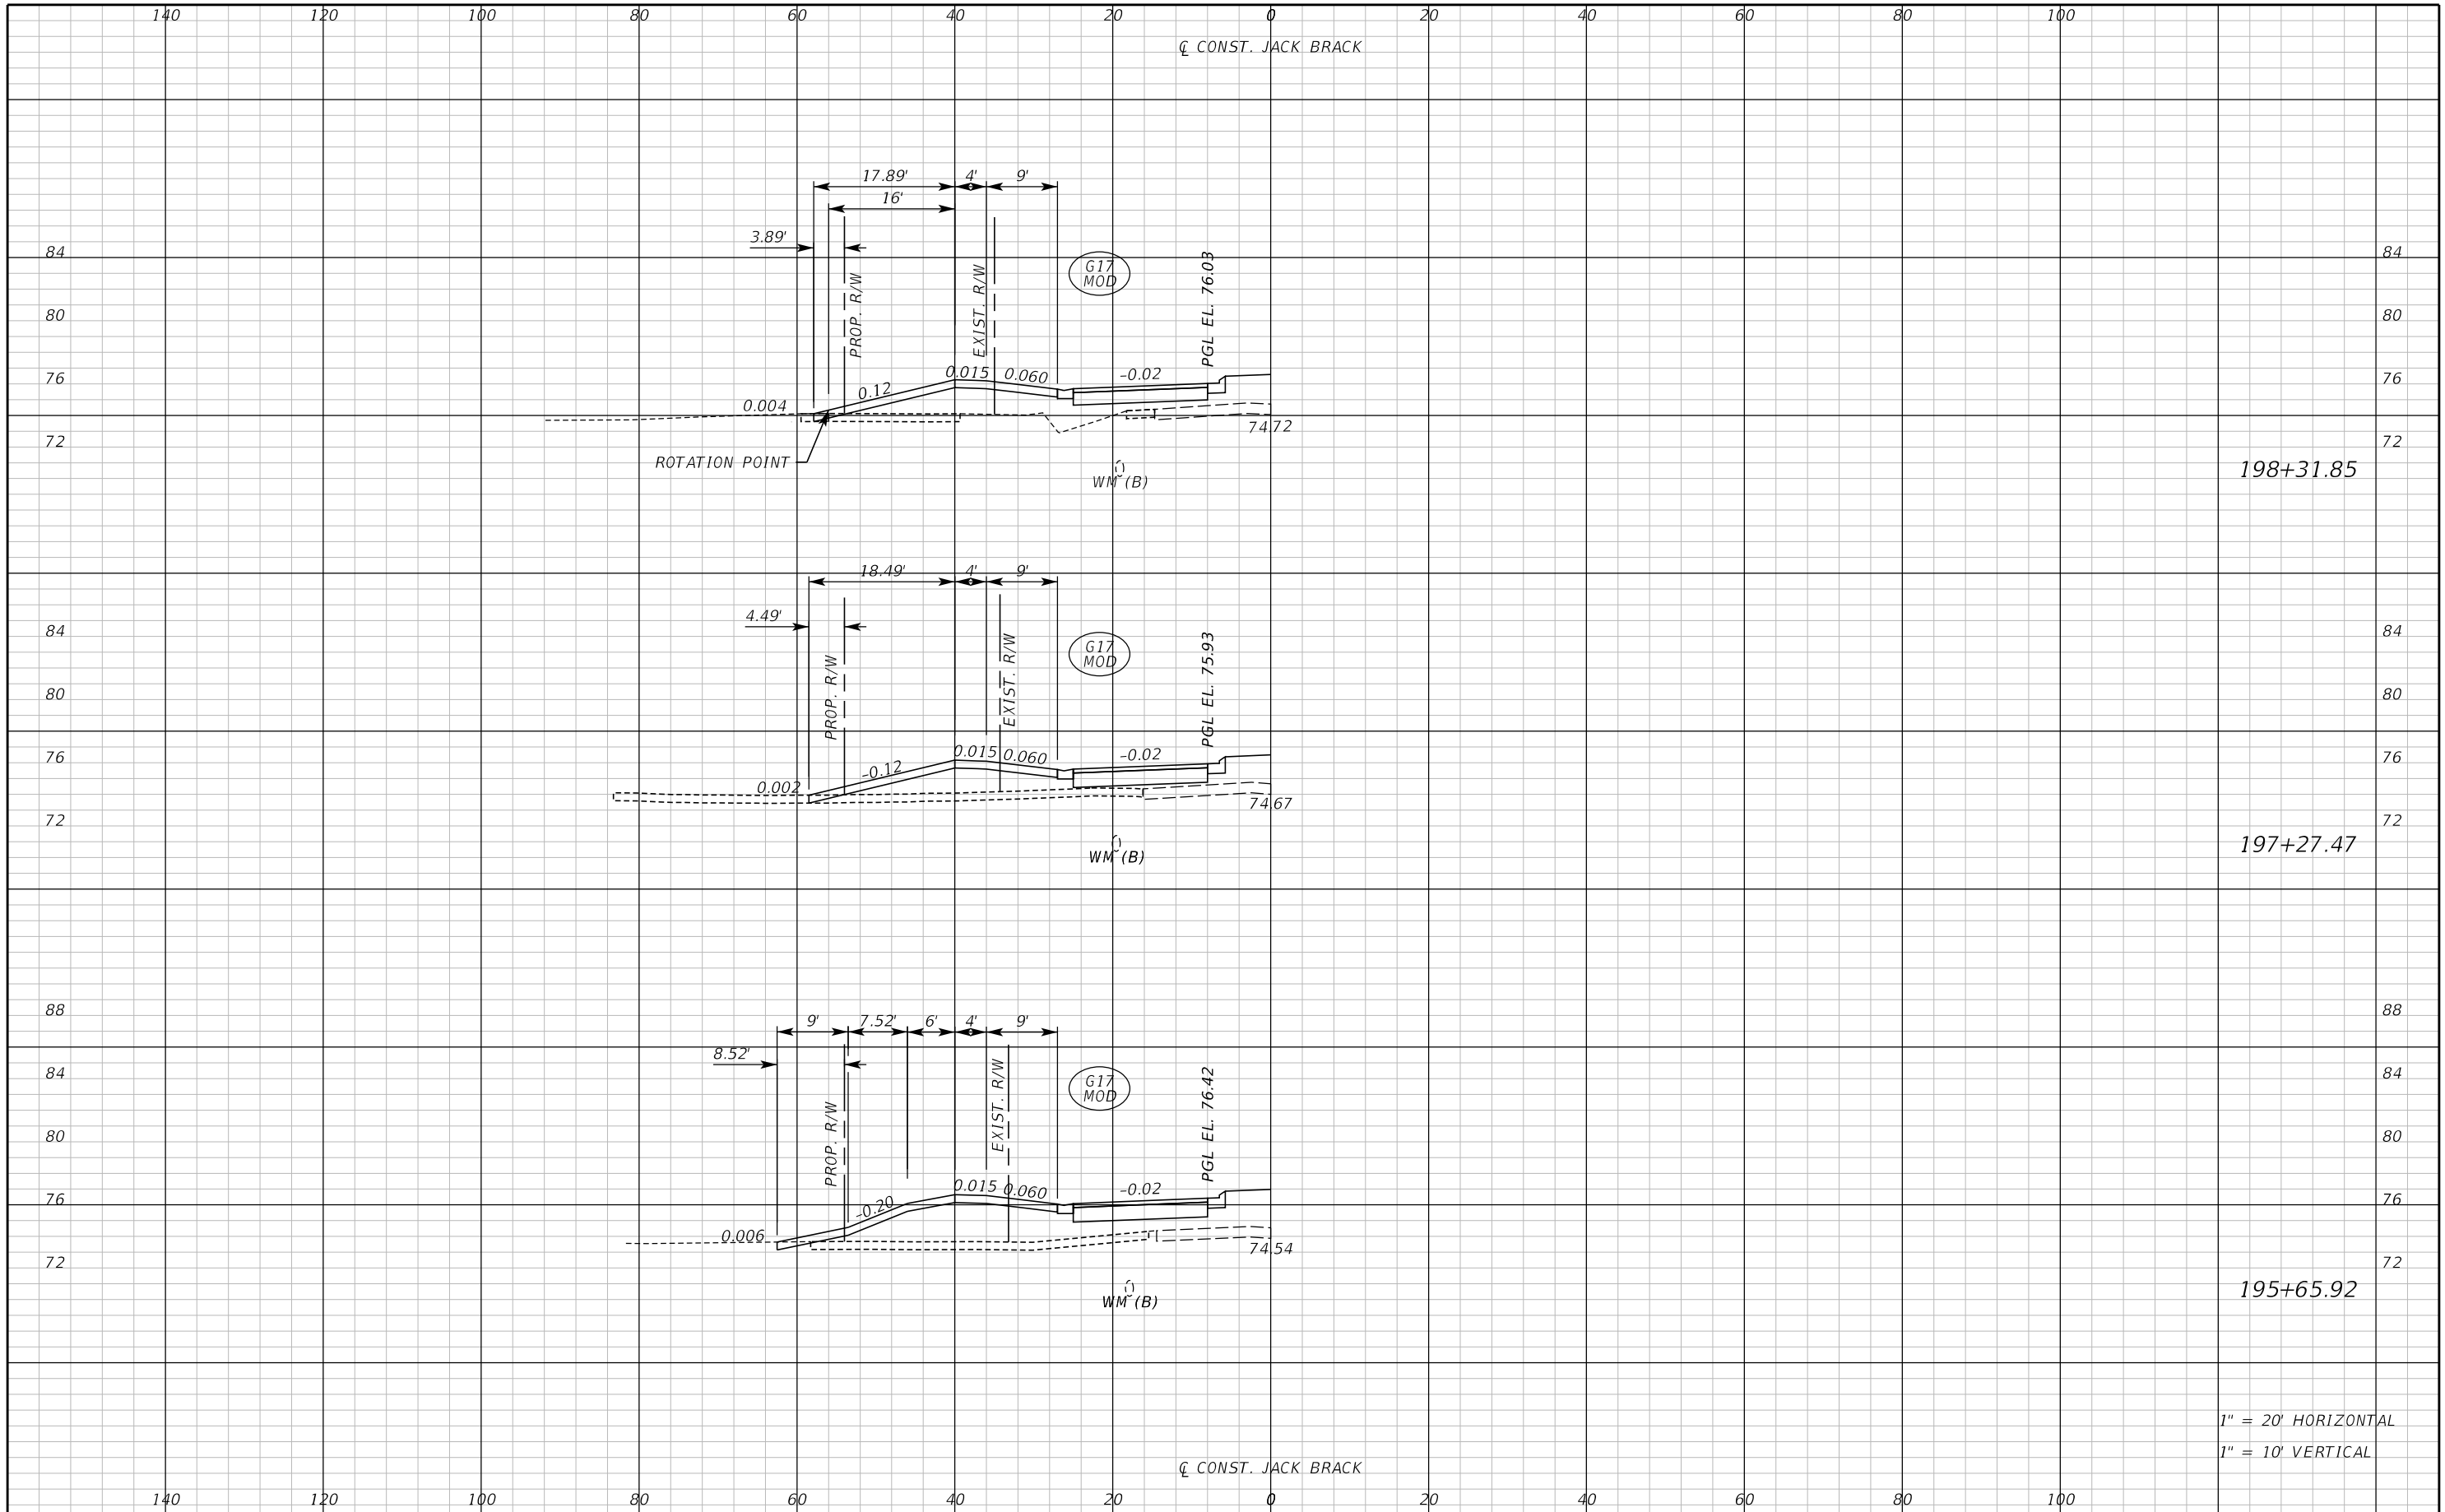 140 120 100 80 60 40 20 0 20 40 60 80 100
℄ CONST. JACK BRACK
17.89' 4' 9'
16'
3.89'
84 84
PROP. R/W
EXIST. R/W
G17
MOD
PGL EL. 76.03
80 80
76 76
0.12
0.015
0.060
-0.02
0.004
74.72
72 72
ROTATION POINT
WM (B)
198+31.85
18.49' 4' 9'
4.49'
84 84
PROP. R/W
EXIST. R/W
G17
MOD
PGL EL. 75.93
80 80
76 76
-0.12
0.015
0.060
-0.02
0.002
74.67
72 72
WM (B)
197+27.47
88 88
9' 7.52' 6' 4' 9'
8.52'
84 84
PROP. R/W
EXIST. R/W
G17
MOD
PGL EL. 76.42
80 80
76 76
-0.20
0.015
0.060
-0.02
0.006
74.54
72 72
WM (B)
195+65.92
1" = 20' HORIZONTAL
1" = 10' VERTICAL
℄ CONST. JACK BRACK
140 120 100 80 60 40 20 0 20 40 60 80 100